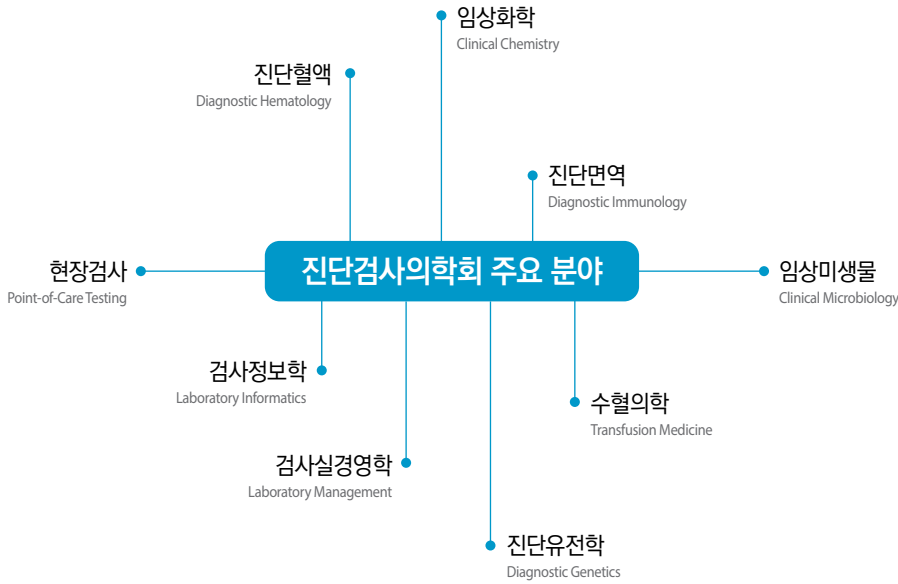 임상화학
Clinical Chemistry
진단혈액
Diagnostic Hematology
진단면역
Diagnostic Immunology
현장검사
Point-of-Care Testing
진단검사의학회 주요 분야
임상미생물
Clinical Microbiology
검사정보학
Laboratory Informatics
수혈의학
Transfusion Medicine
검사실경영학
Laboratory Management
진단유전학
Diagnostic Genetics